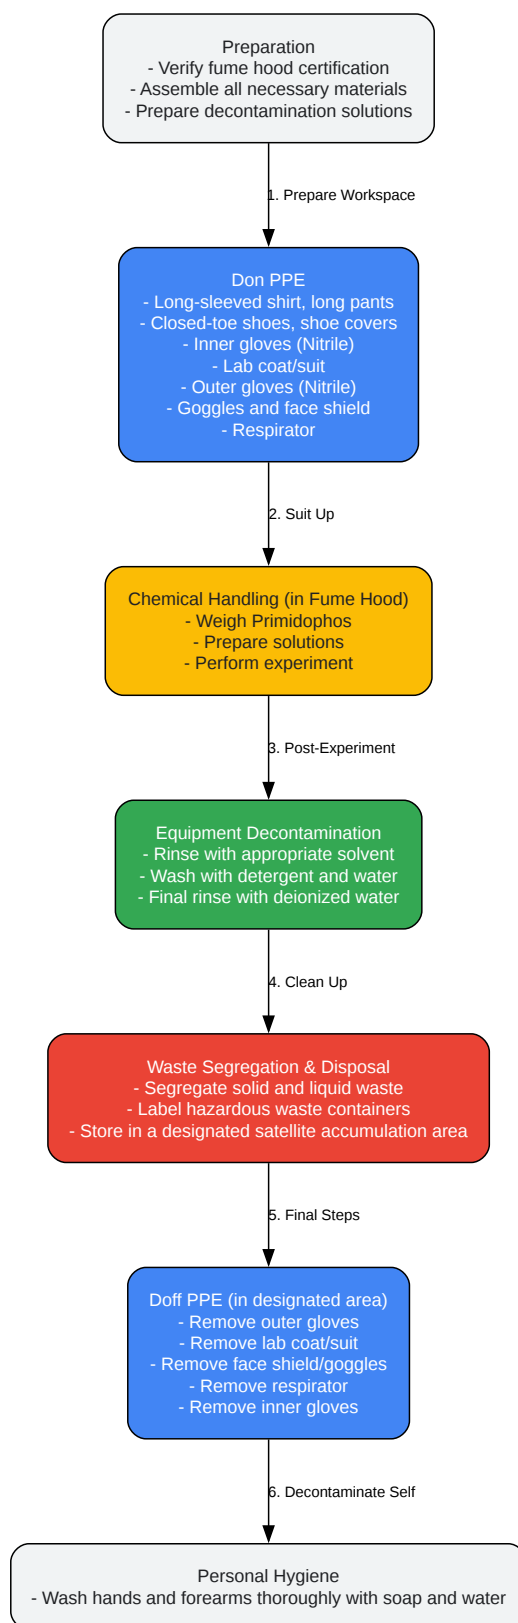 Preparation
- Verify fume hood certification
- Assemble all necessary materials
- Prepare decontamination solutions
1. Prepare Workspace
Don PPE
- Long-sleeved shirt, long pants
- Closed-toe shoes, shoe covers
- Inner gloves (Nitrile)
- Lab coat/suit
- Outer gloves (Nitrile)
- Goggles and face shield
- Respirator
2. Suit Up
Chemical Handling (in Fume Hood)
- Weigh Primidophos
- Prepare solutions
- Perform experiment
3. Post-Experiment
Equipment Decontamination
- Rinse with appropriate solvent
- Wash with detergent and water
- Final rinse with deionized water
4. Clean Up
Waste Segregation & Disposal
- Segregate solid and liquid waste
- Label hazardous waste containers
- Store in a designated satellite accumulation area
5. Final Steps
Doff PPE (in designated area)
- Remove outer gloves
- Remove lab coat/suit
- Remove face shield/goggles
- Remove respirator
- Remove inner gloves
6. Decontaminate Self
Personal Hygiene
- Wash hands and forearms thoroughly with soap and water